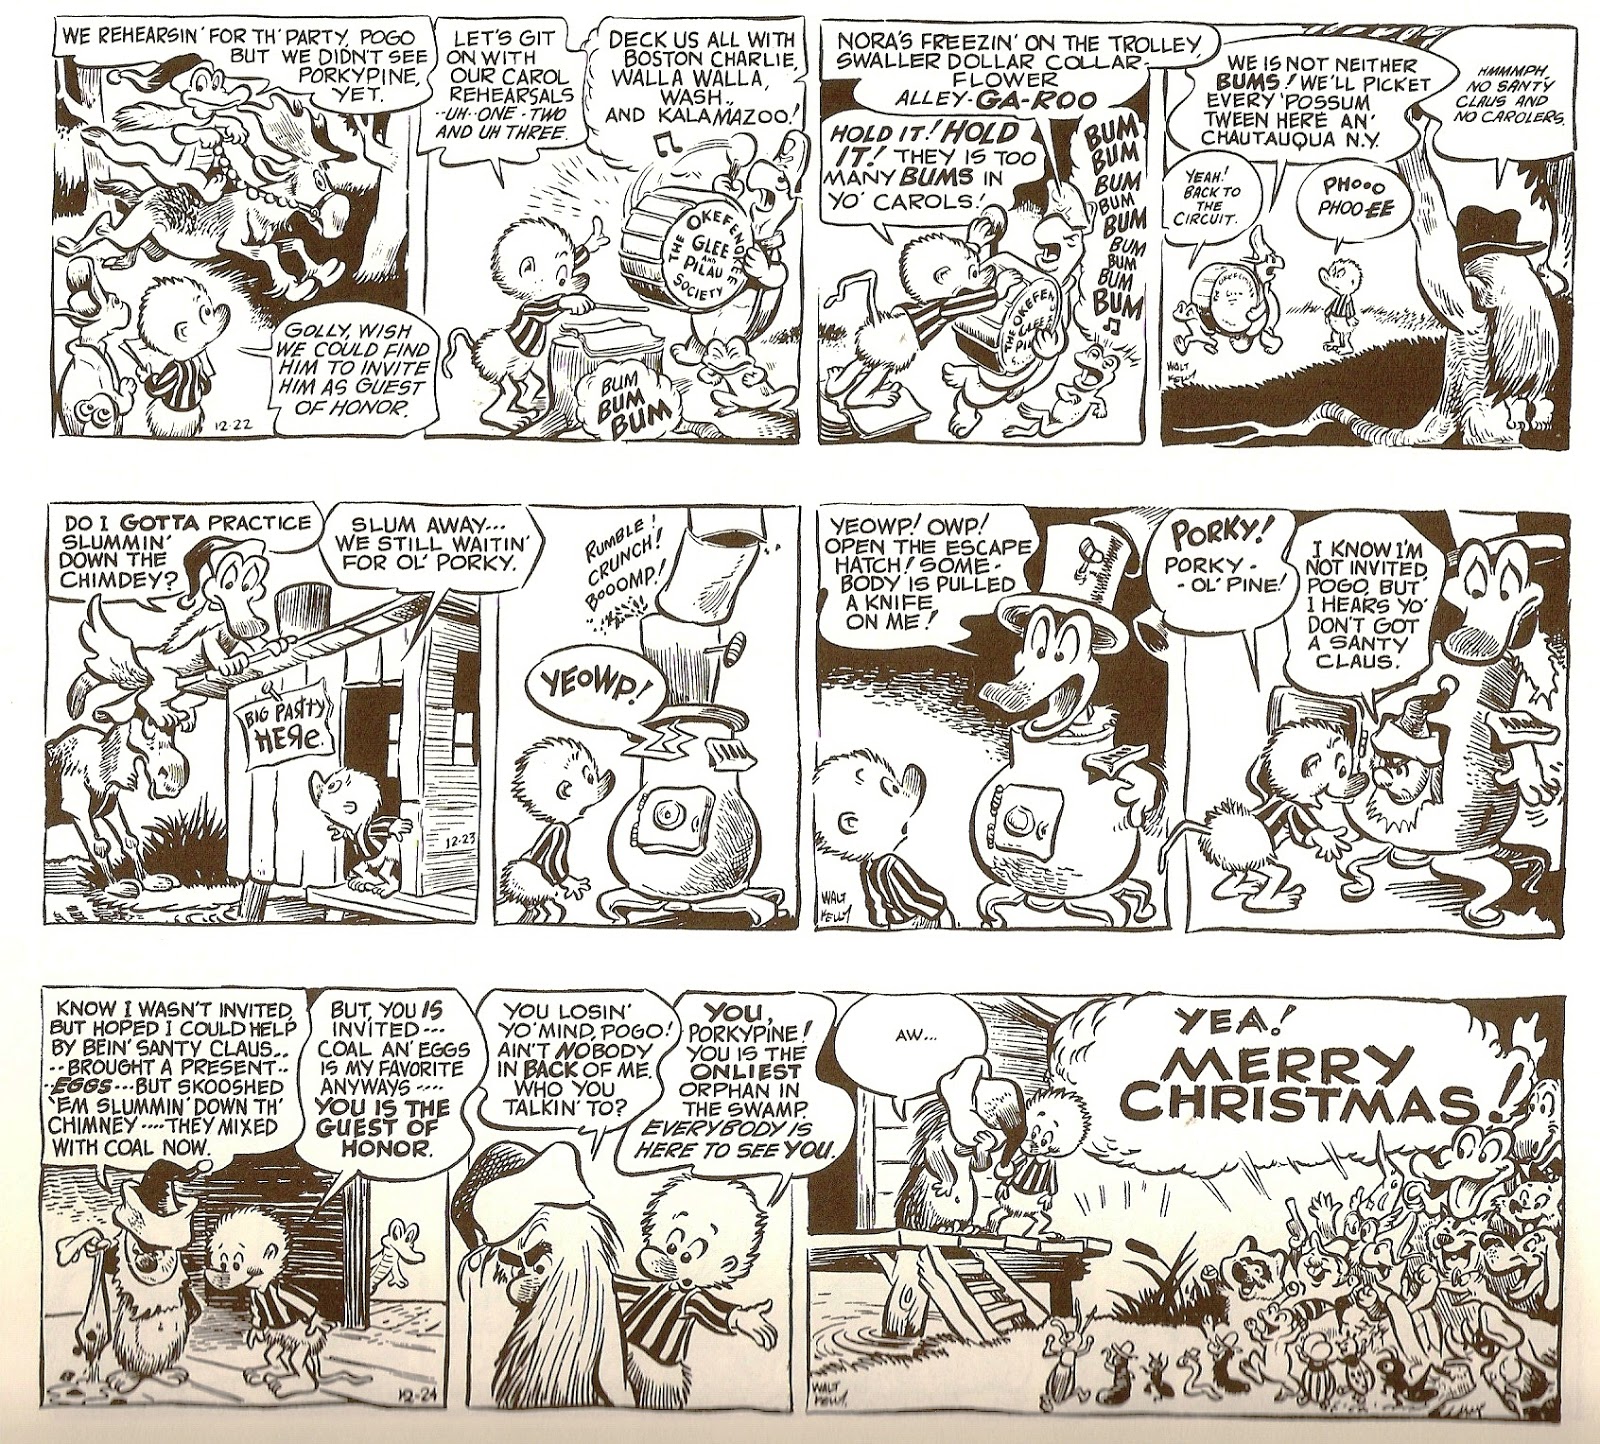 WE REHEARSIN' FOR TH' PARTY, POGO
BUT WE DIDN'T SEE
PORKYPINE,
YET.
GOLLY, WISH
WE COULD FIND
HIM TO INVITE
HIM AS GUEST
OF HONOR.
12-22
LET'S GIT
ON WITH
OUR CAROL
REHEARSALS
--UH--ONE - TWO
AND UH THREE.
DECK US ALL WITH
BOSTON CHARLIE,
WALLA WALLA,
WASH.,
AND KALAMAZOO!
THE OKEFENOKEE
GLEE AND
PILAU
SOCIETY
BUM
BUM
BUM
NORA'S FREEZIN' ON THE TROLLEY,
SWALLER DOLLAR COLLAR-
FLOWER
ALLEY-GA-ROO
HOLD IT! HOLD
IT! THEY IS TOO
MANY BUMS IN
YO' CAROLS!
BUM
BUM
BUM
BUM
BUM
BUM
BUM
BUM
BUM
THE OKEFEN
GLEE
PI
WE IS NOT NEITHER
BUMS! WE'LL PICKET
EVERY 'POSSUM
TWEEN HERE AN'
CHAUTAUQUA N.Y.
YEAH!
BACK TO
THE
CIRCUIT.
PHOOO
PHOO-EE
HMMMPH,
NO SANTY
CLAUS AND
NO CAROLERS.
WALT
KELLY
DO I GOTTA PRACTICE
SLUMMIN'
DOWN THE
CHIMDEY?
SLUM AWAY...
WE STILL WAITIN'
FOR OL' PORKY.
BIG PARTY
HERE.
12-23
RUMBLE!
CRUNCH!
BOOOMP!
YEOWP!
YEOWP! OWP!
OPEN THE ESCAPE
HATCH! SOME-
BODY IS PULLED
A KNIFE
ON ME!
WALT
KELLY
PORKY!
PORKY -
- OL' PINE!
I KNOW I'M
NOT INVITED
POGO, BUT
I HEARS YO'
DON'T GOT
A SANTY
CLAUS.
KNOW I WASN'T INVITED,
BUT HOPED I COULD HELP
BY BEIN' SANTY CLAUS..
--BROUGHT A PRESENT--
-EGGS---BUT SKOOSHED
'EM SLUMMIN' DOWN TH'
CHIMNEY----THEY MIXED
WITH COAL NOW.
BUT, YOU IS
INVITED---
COAL AN' EGGS
IS MY FAVORITE
ANYWAYS----
YOU IS THE
GUEST OF
HONOR.
12-24
YOU LOSIN'
YO' MIND, POGO!
AIN'T NOBODY
IN BACK OF ME.
WHO YOU
TALKIN' TO?
YOU,
PORKYPINE!
YOU IS THE
ONLIEST
ORPHAN IN
THE SWAMP.
EVERYBODY IS
HERE TO SEE YOU.
AW...
YEA!
MERRY
CHRISTMAS!
WALT
KELLY